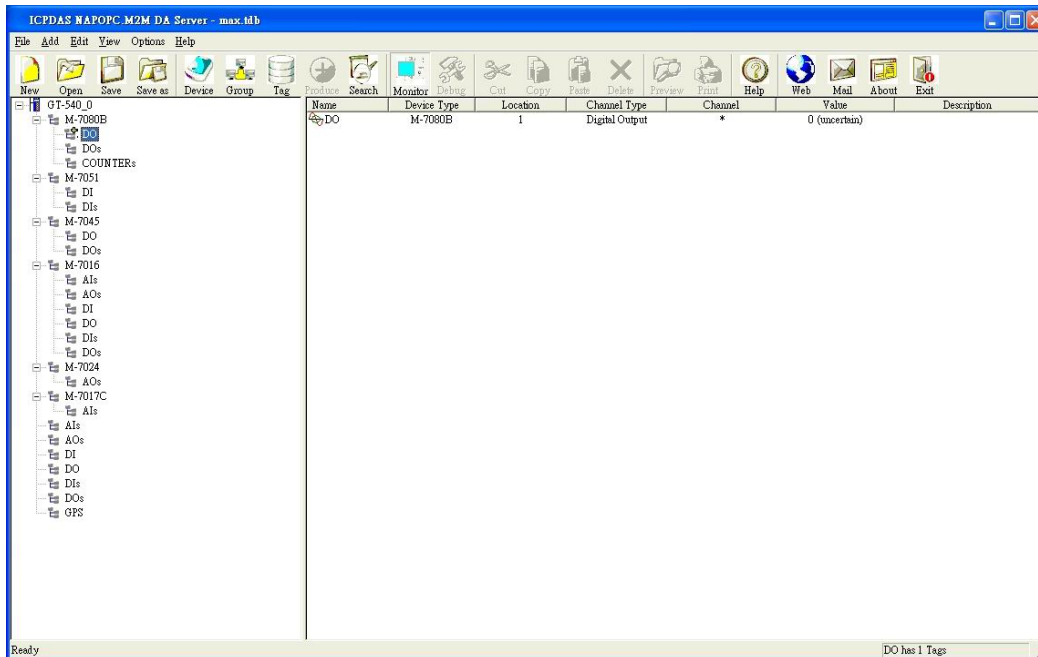 ICPDAS NAPOPC.M2M DA Server - max.tdb
File Add Edit View Options Help
New Open Save Save as Device Group Tag Produce Search Monitor Debug Cut Copy Paste Delete Preview Print Help Web Mail About Exit
GT-540_0
M-7080B
DO
DOs
COUNTERs
M-7051
DI
DIs
M-7045
DO
DOs
M-7016
AIs
AOs
DI
DO
DIs
DOs
M-7024
AOs
M-7017C
AIs
AIs
AOs
DI
DO
DIs
DOs
GPS
Name Device Type Location Channel Type Channel Value Description
DO M-7080B 1 Digital Output * 0 (uncertain)
Ready DO has 1 Tags